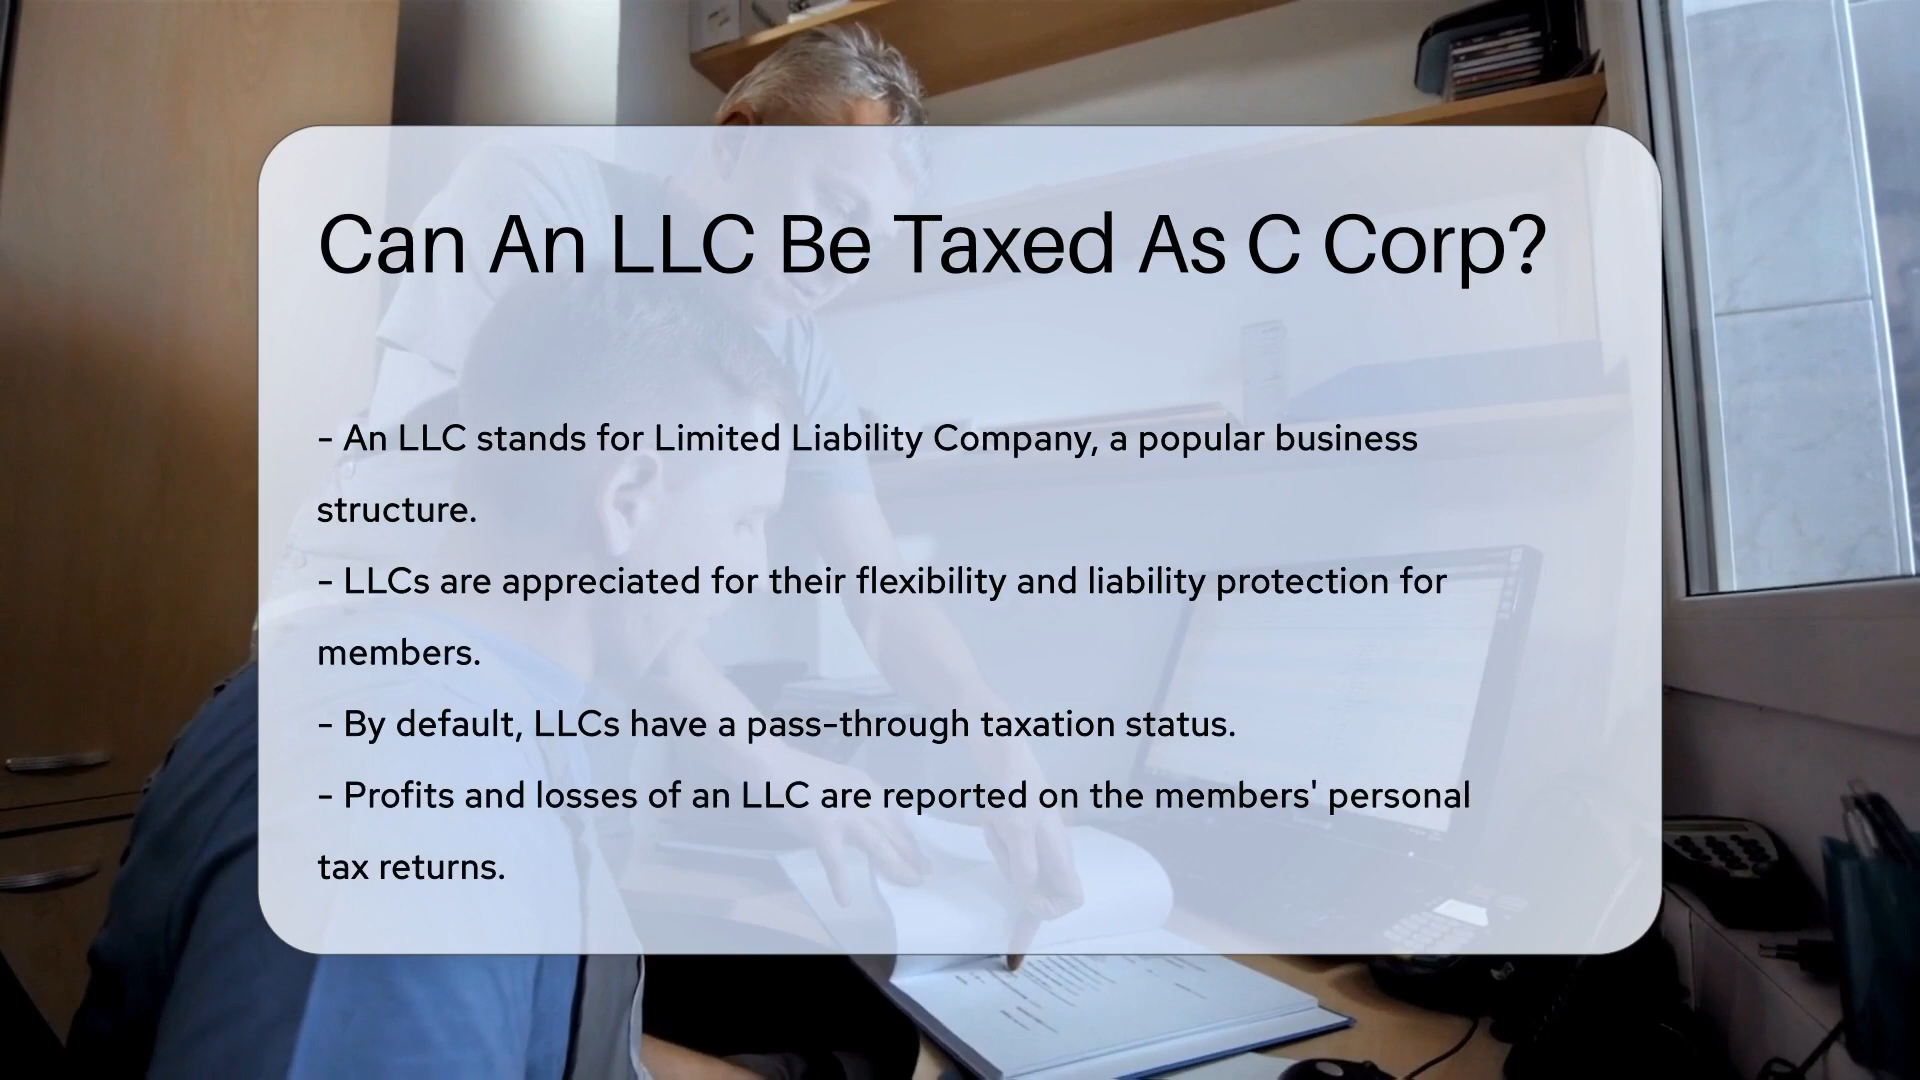 Can An LLC Be Taxed As C Corp?
- An LLC stands for Limited Liability Company, a popular business
structure.
- LLCs are appreciated for their flexibility and liability protection for
members.
- By default, LLCs have a pass-through taxation status.
- Profits and losses of an LLC are reported on the members' personal
tax returns.